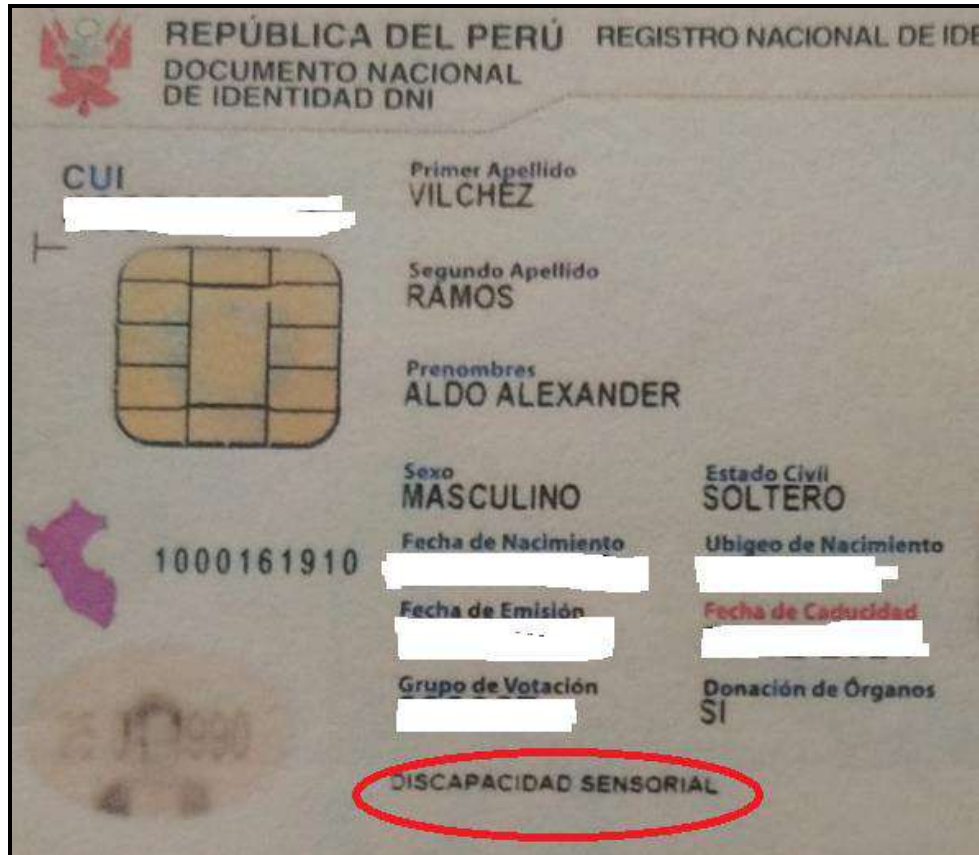 REPÚBLICA DEL PERÚ REGISTRO NACIONAL DE IDE
DOCUMENTO NACIONAL
DE IDENTIDAD DNI
CUI
Primer Apellido
VILCHEZ
Segundo Apellido
RAMOS
Prenombres
ALDO ALEXANDER
Sexo Estado Civil
MASCULINO SOLTERO
Fecha de Nacimiento Ubigeo de Nacimiento
1000161910
Fecha de Emisión Fecha de Caducidad
Grupo de Votación Donación de Órganos
SI
DISCAPACIDAD SENSORIAL